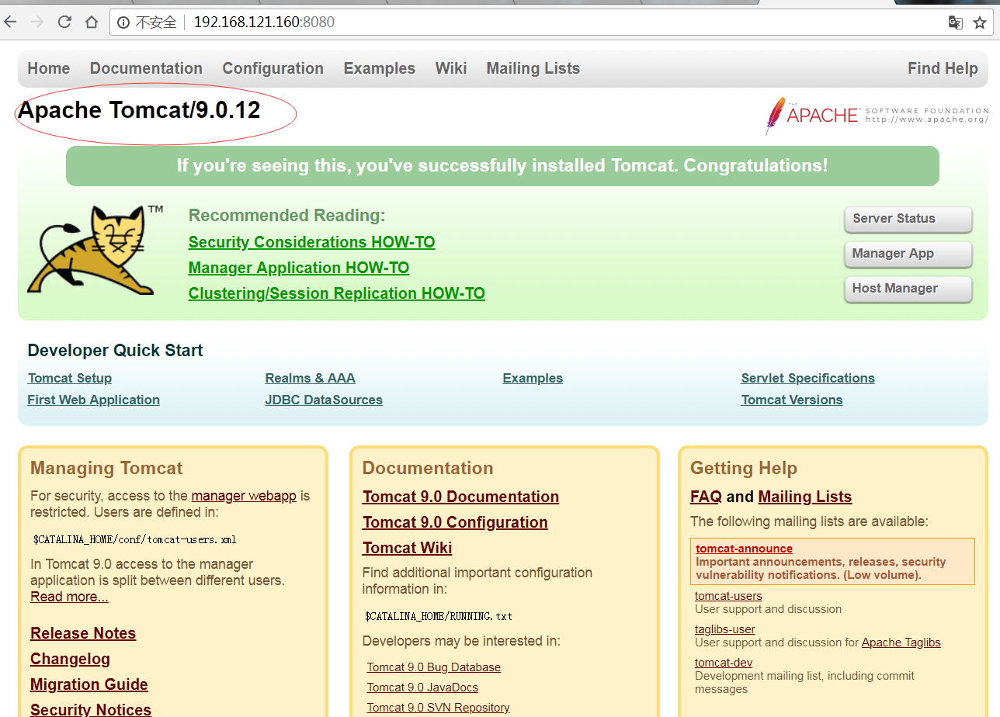 不安全 192.168.121.160:8080
Home Documentation Configuration Examples Wiki Mailing Lists Find Help
Apache Tomcat/9.0.12
THE APACHE® SOFTWARE FOUNDATION
http://www.apache.org/
If you're seeing this, you've successfully installed Tomcat. Congratulations!
TM
Recommended Reading:
Security Considerations HOW-TO
Manager Application HOW-TO
Clustering/Session Replication HOW-TO
Server Status
Manager App
Host Manager
Developer Quick Start
Tomcat Setup
First Web Application
Realms & AAA
JDBC DataSources
Examples
Servlet Specifications
Tomcat Versions
Managing Tomcat
For security, access to the manager webapp is
restricted. Users are defined in:
$CATALINA_HOME/conf/tomcat-users.xml
In Tomcat 9.0 access to the manager
application is split between different users.
Read more...
Release Notes
Changelog
Migration Guide
Security Notices
Documentation
Tomcat 9.0 Documentation
Tomcat 9.0 Configuration
Tomcat Wiki
Find additional important configuration
information in:
$CATALINA_HOME/RUNNING.txt
Developers may be interested in:
Tomcat 9.0 Bug Database
Tomcat 9.0 JavaDocs
Tomcat 9.0 SVN Repository
Getting Help
FAQ and Mailing Lists
The following mailing lists are available:
tomcat-announce
Important announcements, releases, security
vulnerability notifications. (Low volume).
tomcat-users
User support and discussion
taglibs-user
User support and discussion for Apache Taglibs
tomcat-dev
Development mailing list, including commit
messages